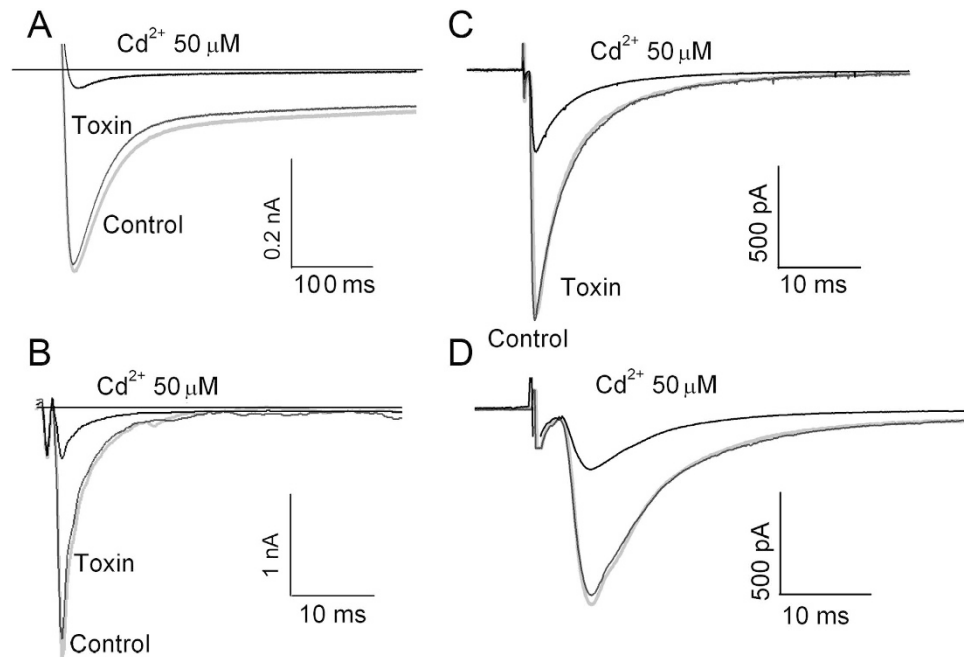 A
Cd²⁺ 50 μM
Toxin
Control
0.2 nA
100 ms
B
Cd²⁺ 50 μM
Toxin
Control
1 nA
10 ms
C
Cd²⁺ 50 μM
Toxin
Control
500 pA
10 ms
D
Cd²⁺ 50 μM
500 pA
10 ms